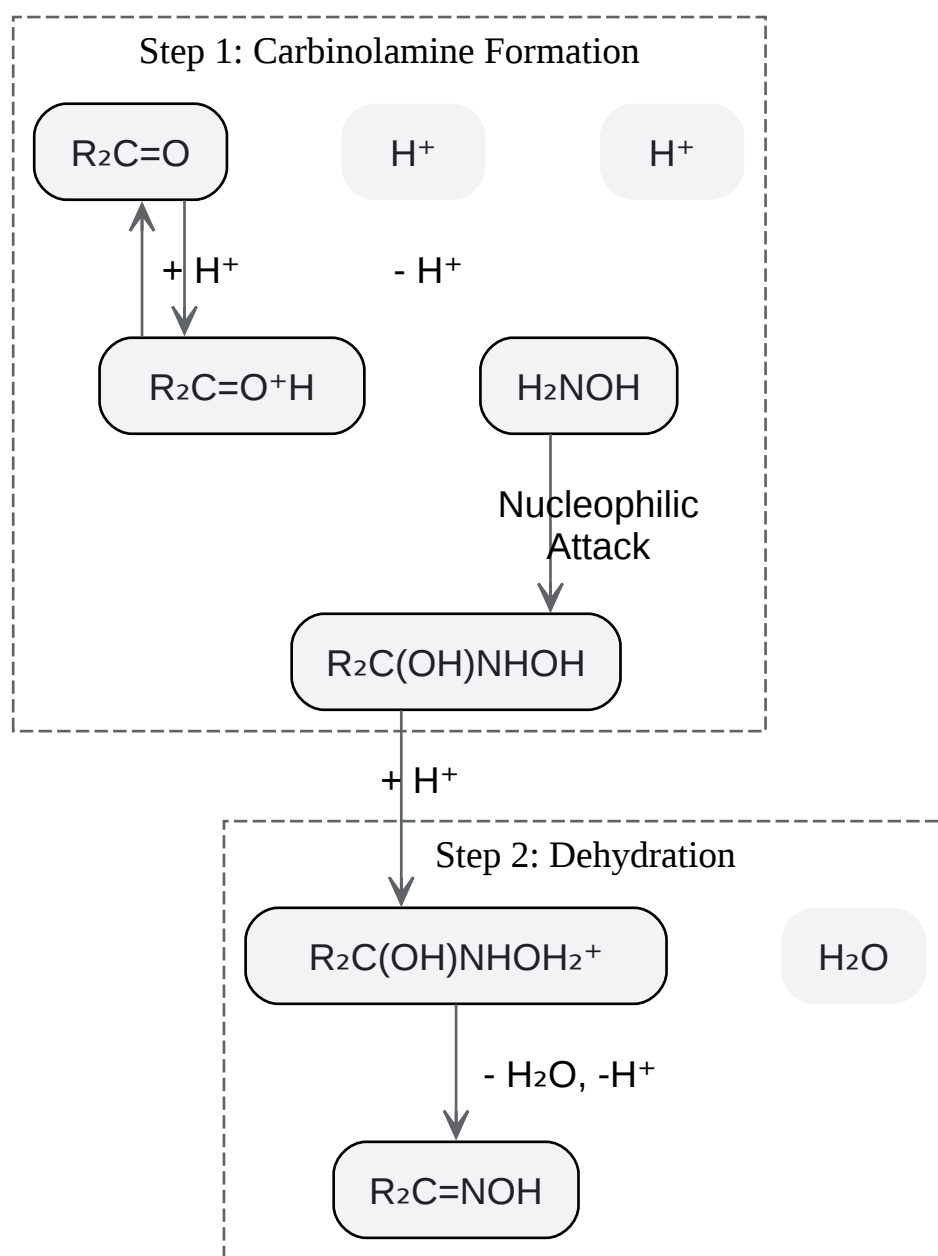 Step 1: Carbinolamine Formation
R₂C=O
H⁺
H⁺
+ H⁺
- H⁺
R₂C=O⁺H
H₂NOH
Nucleophilic
Attack
R₂C(OH)NHOH
+ H⁺
Step 2: Dehydration
R₂C(OH)NHOH₂⁺
H₂O
- H₂O, -H⁺
R₂C=NOH